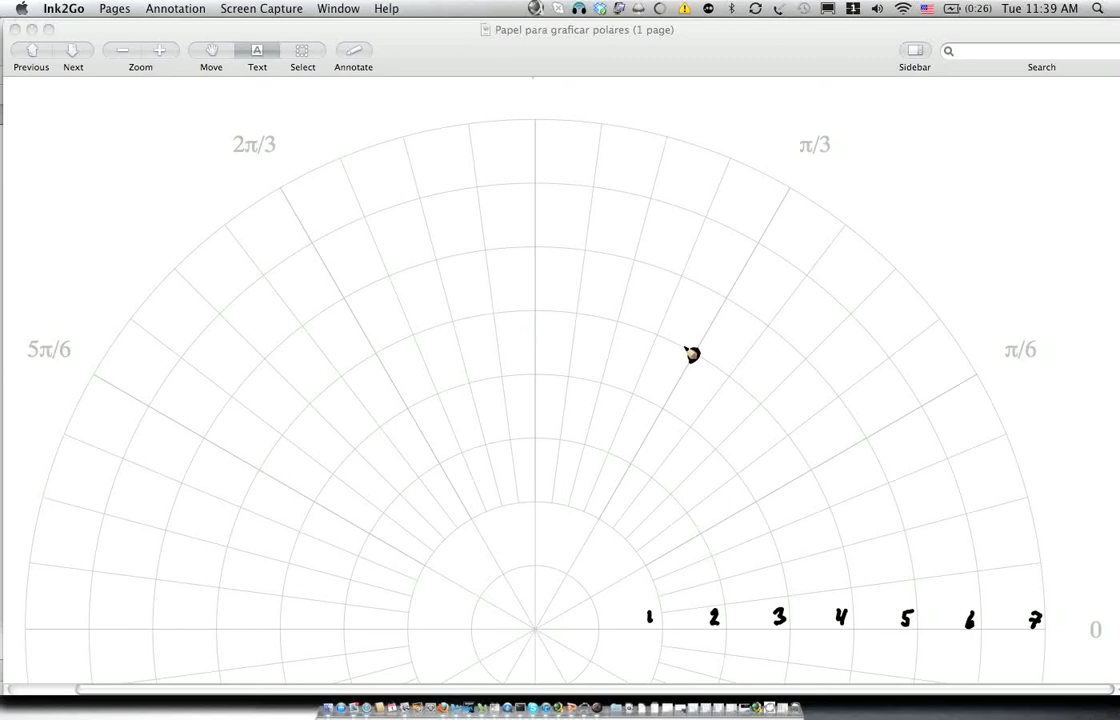 Ink2Go Pages Annotation Screen Capture Window Help (0:26) Tue 11:39 AM
Papel para graficar polares (1 page)
Previous Next Zoom Move Text Select Annotate Sidebar Search
2π/3 π/3
5π/6 π/6
1 2 3 4 5 6 7 0